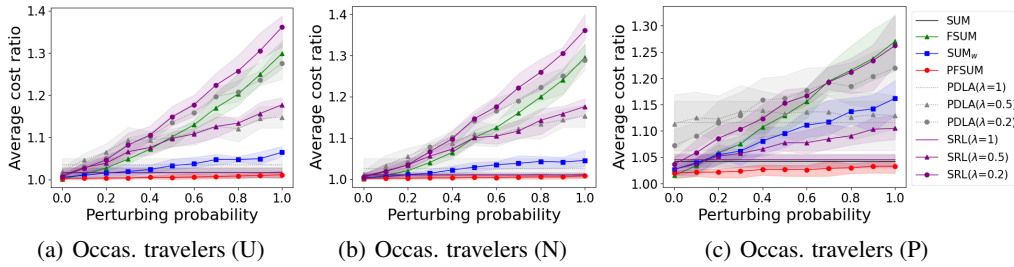 (U)
(N)
(P)
Average cost ratio
1.4
1.3
1.2
1.1
1.0
0.0 0.2 0.4 0.6 0.8 1.0
Perturbing probability
Average cost ratio
1.4
1.3
1.2
1.1
1.0
0.0 0.2 0.4 0.6 0.8 1.0
Perturbing probability
Average cost ratio
1.30
1.25
1.20
1.15
1.10
1.05
1.00
0.0 0.2 0.4 0.6 0.8 1.0
Perturbing probability
SUM
FSUM
SUMw
PFSUM
PDLA(λ=1)
PDLA(λ=0.5)
PDLA(λ=0.2)
SRL(λ=1)
SRL(λ=0.5)
SRL(λ=0.2)
(a) Occas. travelers (U)
(b) Occas. travelers (N)
(c) Occas. travelers (P)